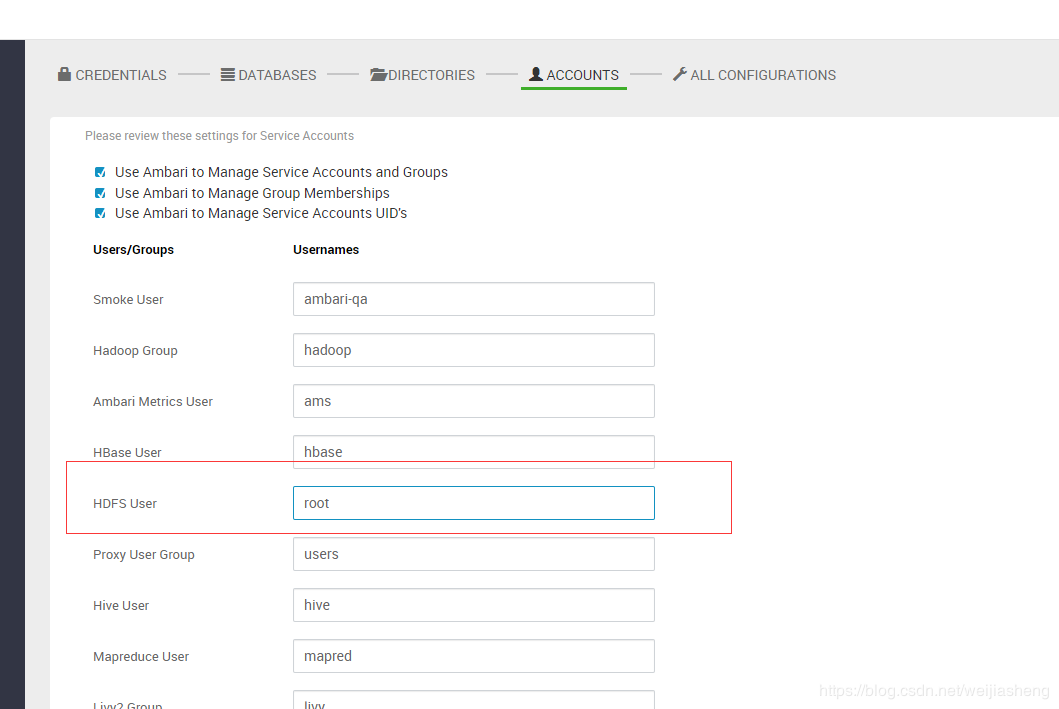 CREDENTIALS DATABASES DIRECTORIES ACCOUNTS ALL CONFIGURATIONS
Please review these settings for Service Accounts
Use Ambari to Manage Service Accounts and Groups
Use Ambari to Manage Group Memberships
Use Ambari to Manage Service Accounts UID's
Users/Groups Usernames
Smoke User ambari-qa
Hadoop Group hadoop
Ambari Metrics User ams
HBase User hbase
HDFS User root
Proxy User Group users
Hive User hive
Mapreduce User mapred
Livy2 Group livy
https://blog.csdn.net/weijiasheng